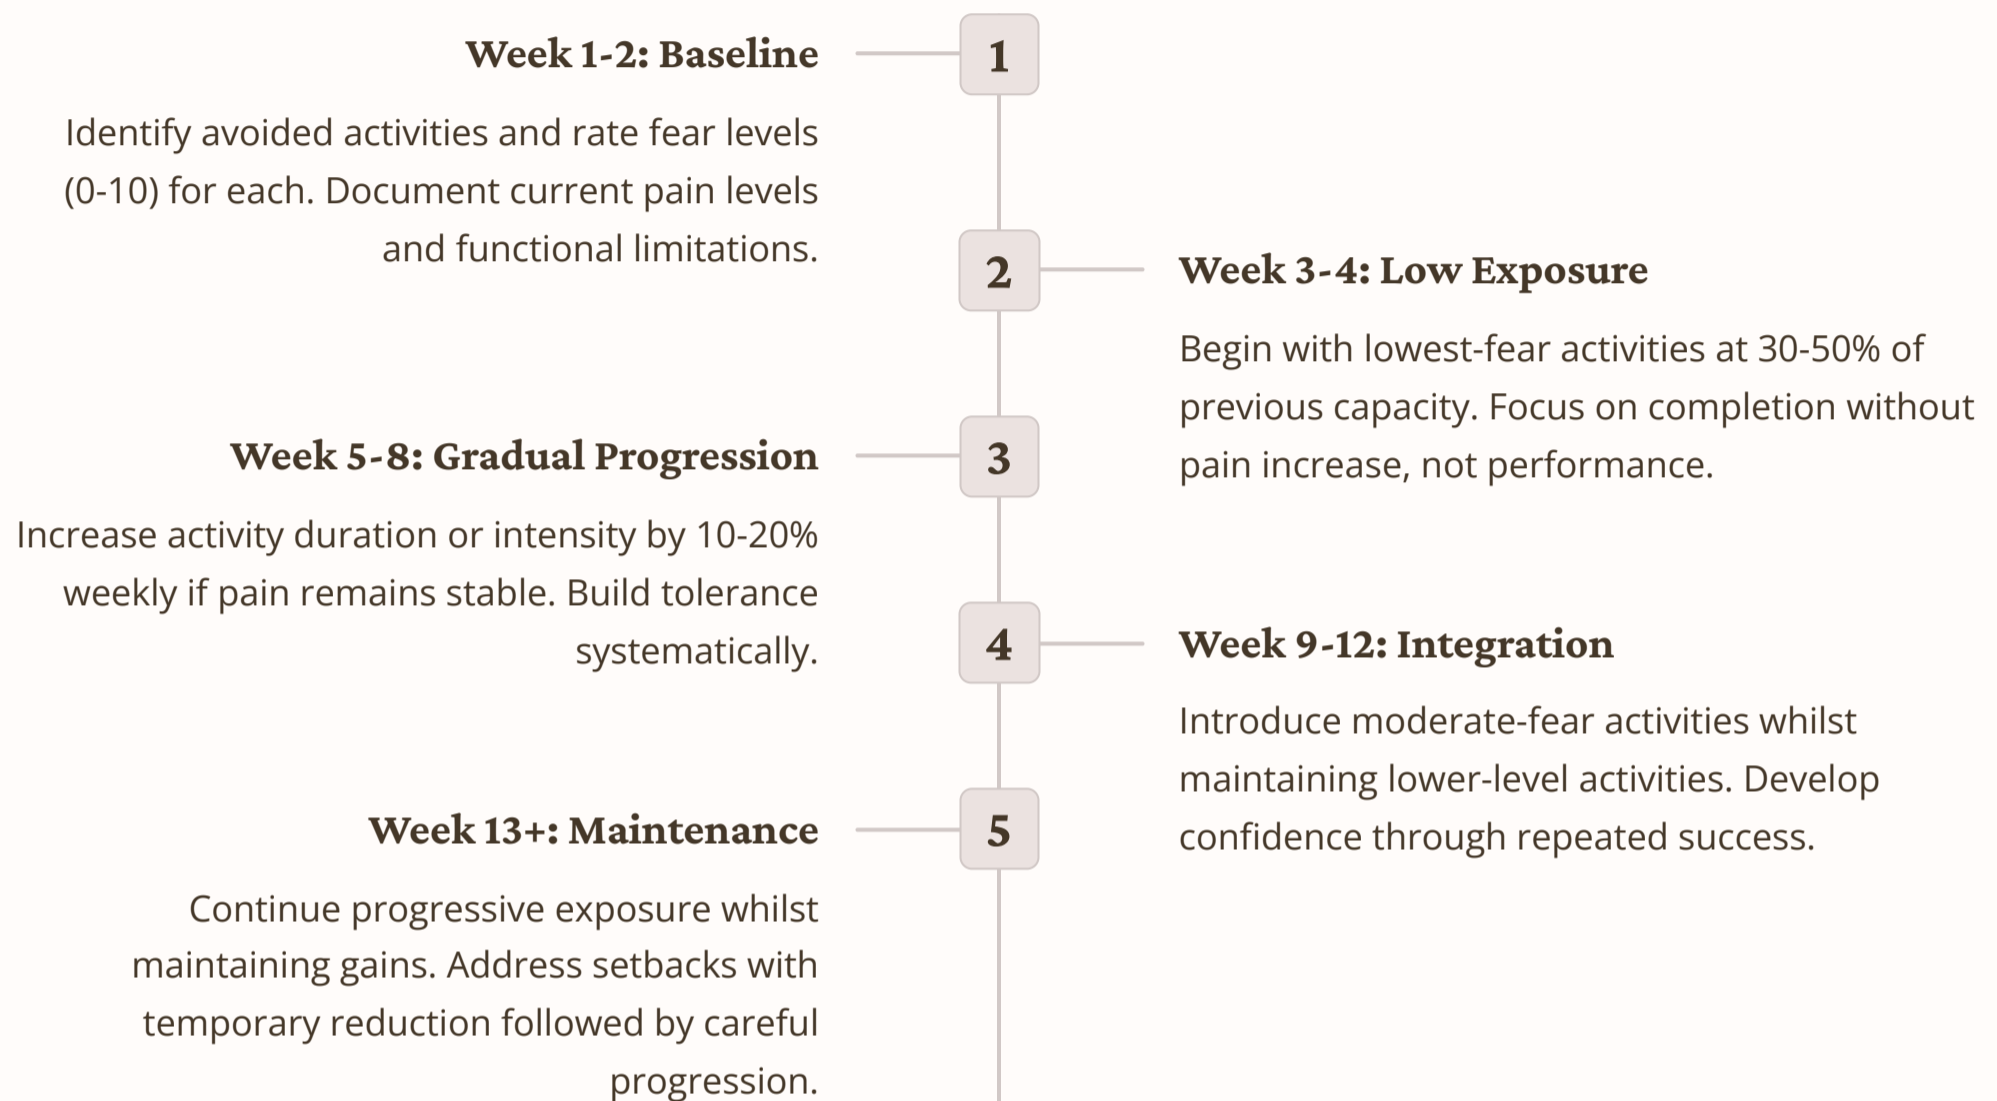 Week 1-2: Baseline
1
Identify avoided activities and rate fear levels
(0-10) for each. Document current pain levels
and functional limitations.
2
Week 3-4: Low Exposure
Begin with lowest-fear activities at 30-50% of
previous capacity. Focus on completion without
pain increase, not performance.
Week 5-8: Gradual Progression
3
Increase activity duration or intensity by 10-20%
weekly if pain remains stable. Build tolerance
systematically.
4
Week 9-12: Integration
Introduce moderate-fear activities whilst
maintaining lower-level activities. Develop
confidence through repeated success.
Week 13+: Maintenance
5
Continue progressive exposure whilst
maintaining gains. Address setbacks with
temporary reduction followed by careful
progression.